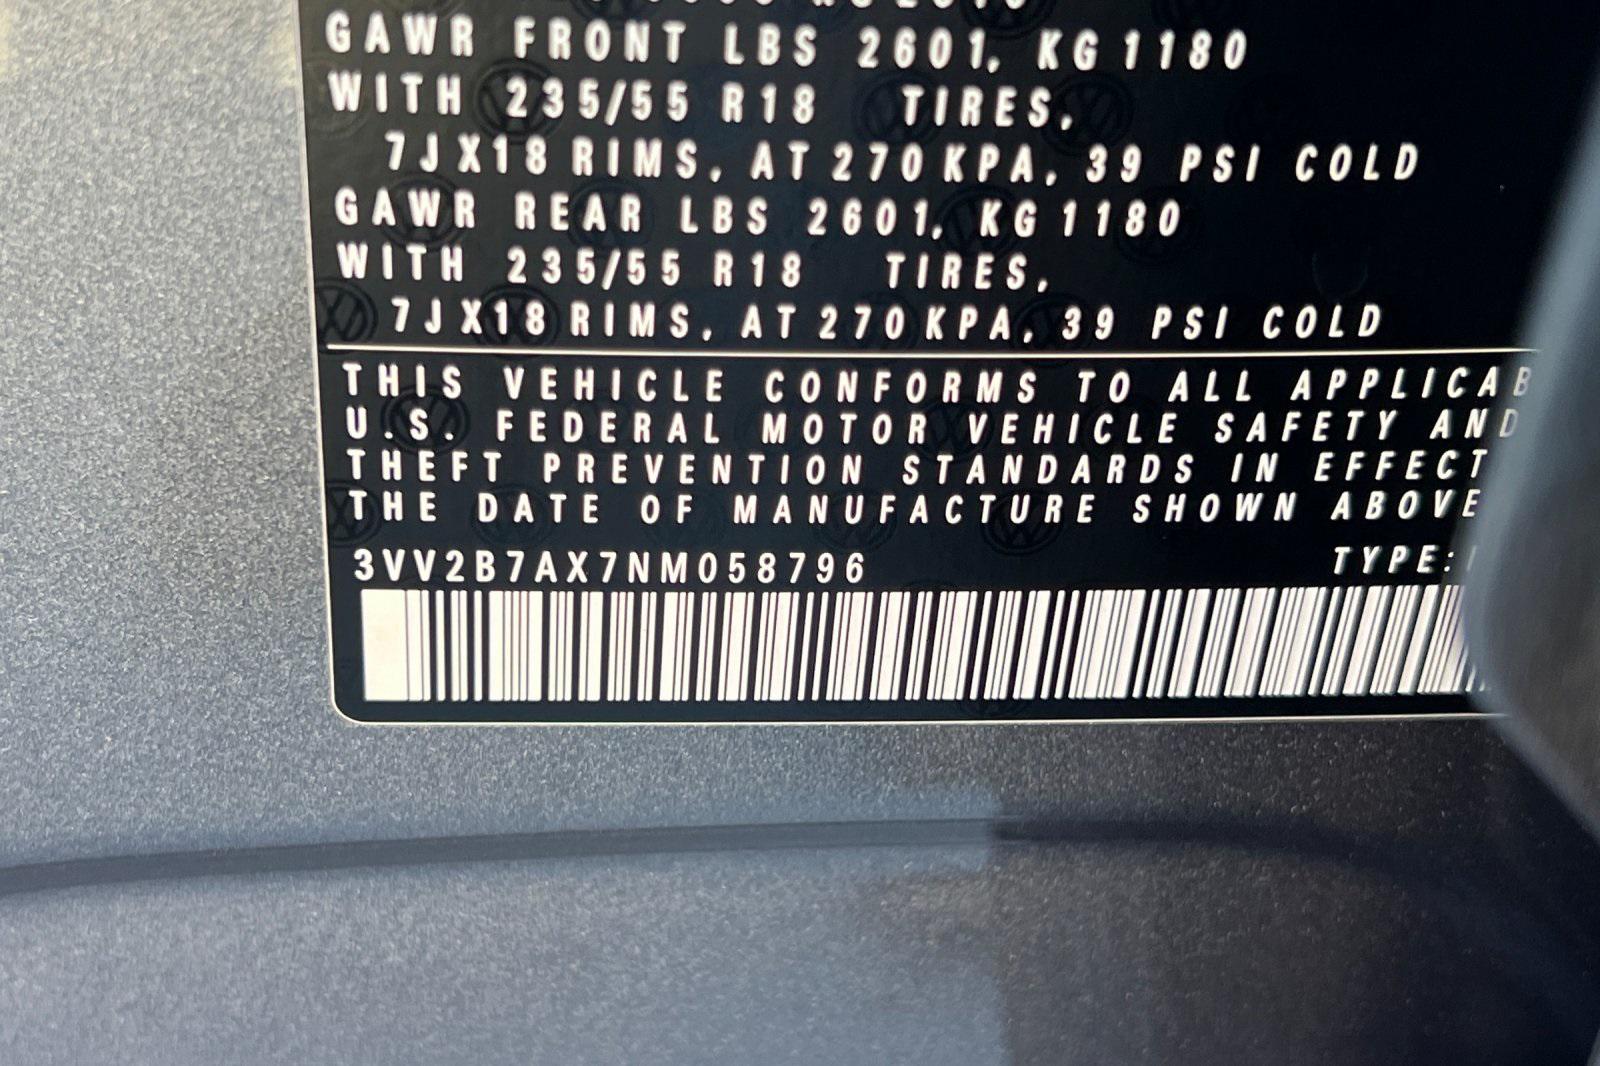 GAWR FRONT LBS 2601, KG 1180
WITH 235/55 R18 TIRES,
7JX18 RIMS, AT 270 KPA, 39 PSI COLD
GAWR REAR LBS 2601, KG 1180
WITH 235/55 R18 TIRES,
7JX18 RIMS, AT 270 KPA, 39 PSI COLD
THIS VEHICLE CONFORMS TO ALL APPLICAB
U.S. FEDERAL MOTOR VEHICLE SAFETY AND
THEFT PREVENTION STANDARDS IN EFFECT
THE DATE OF MANUFACTURE SHOWN ABOVE
3VV2B7AX7NM058796 TYPE: